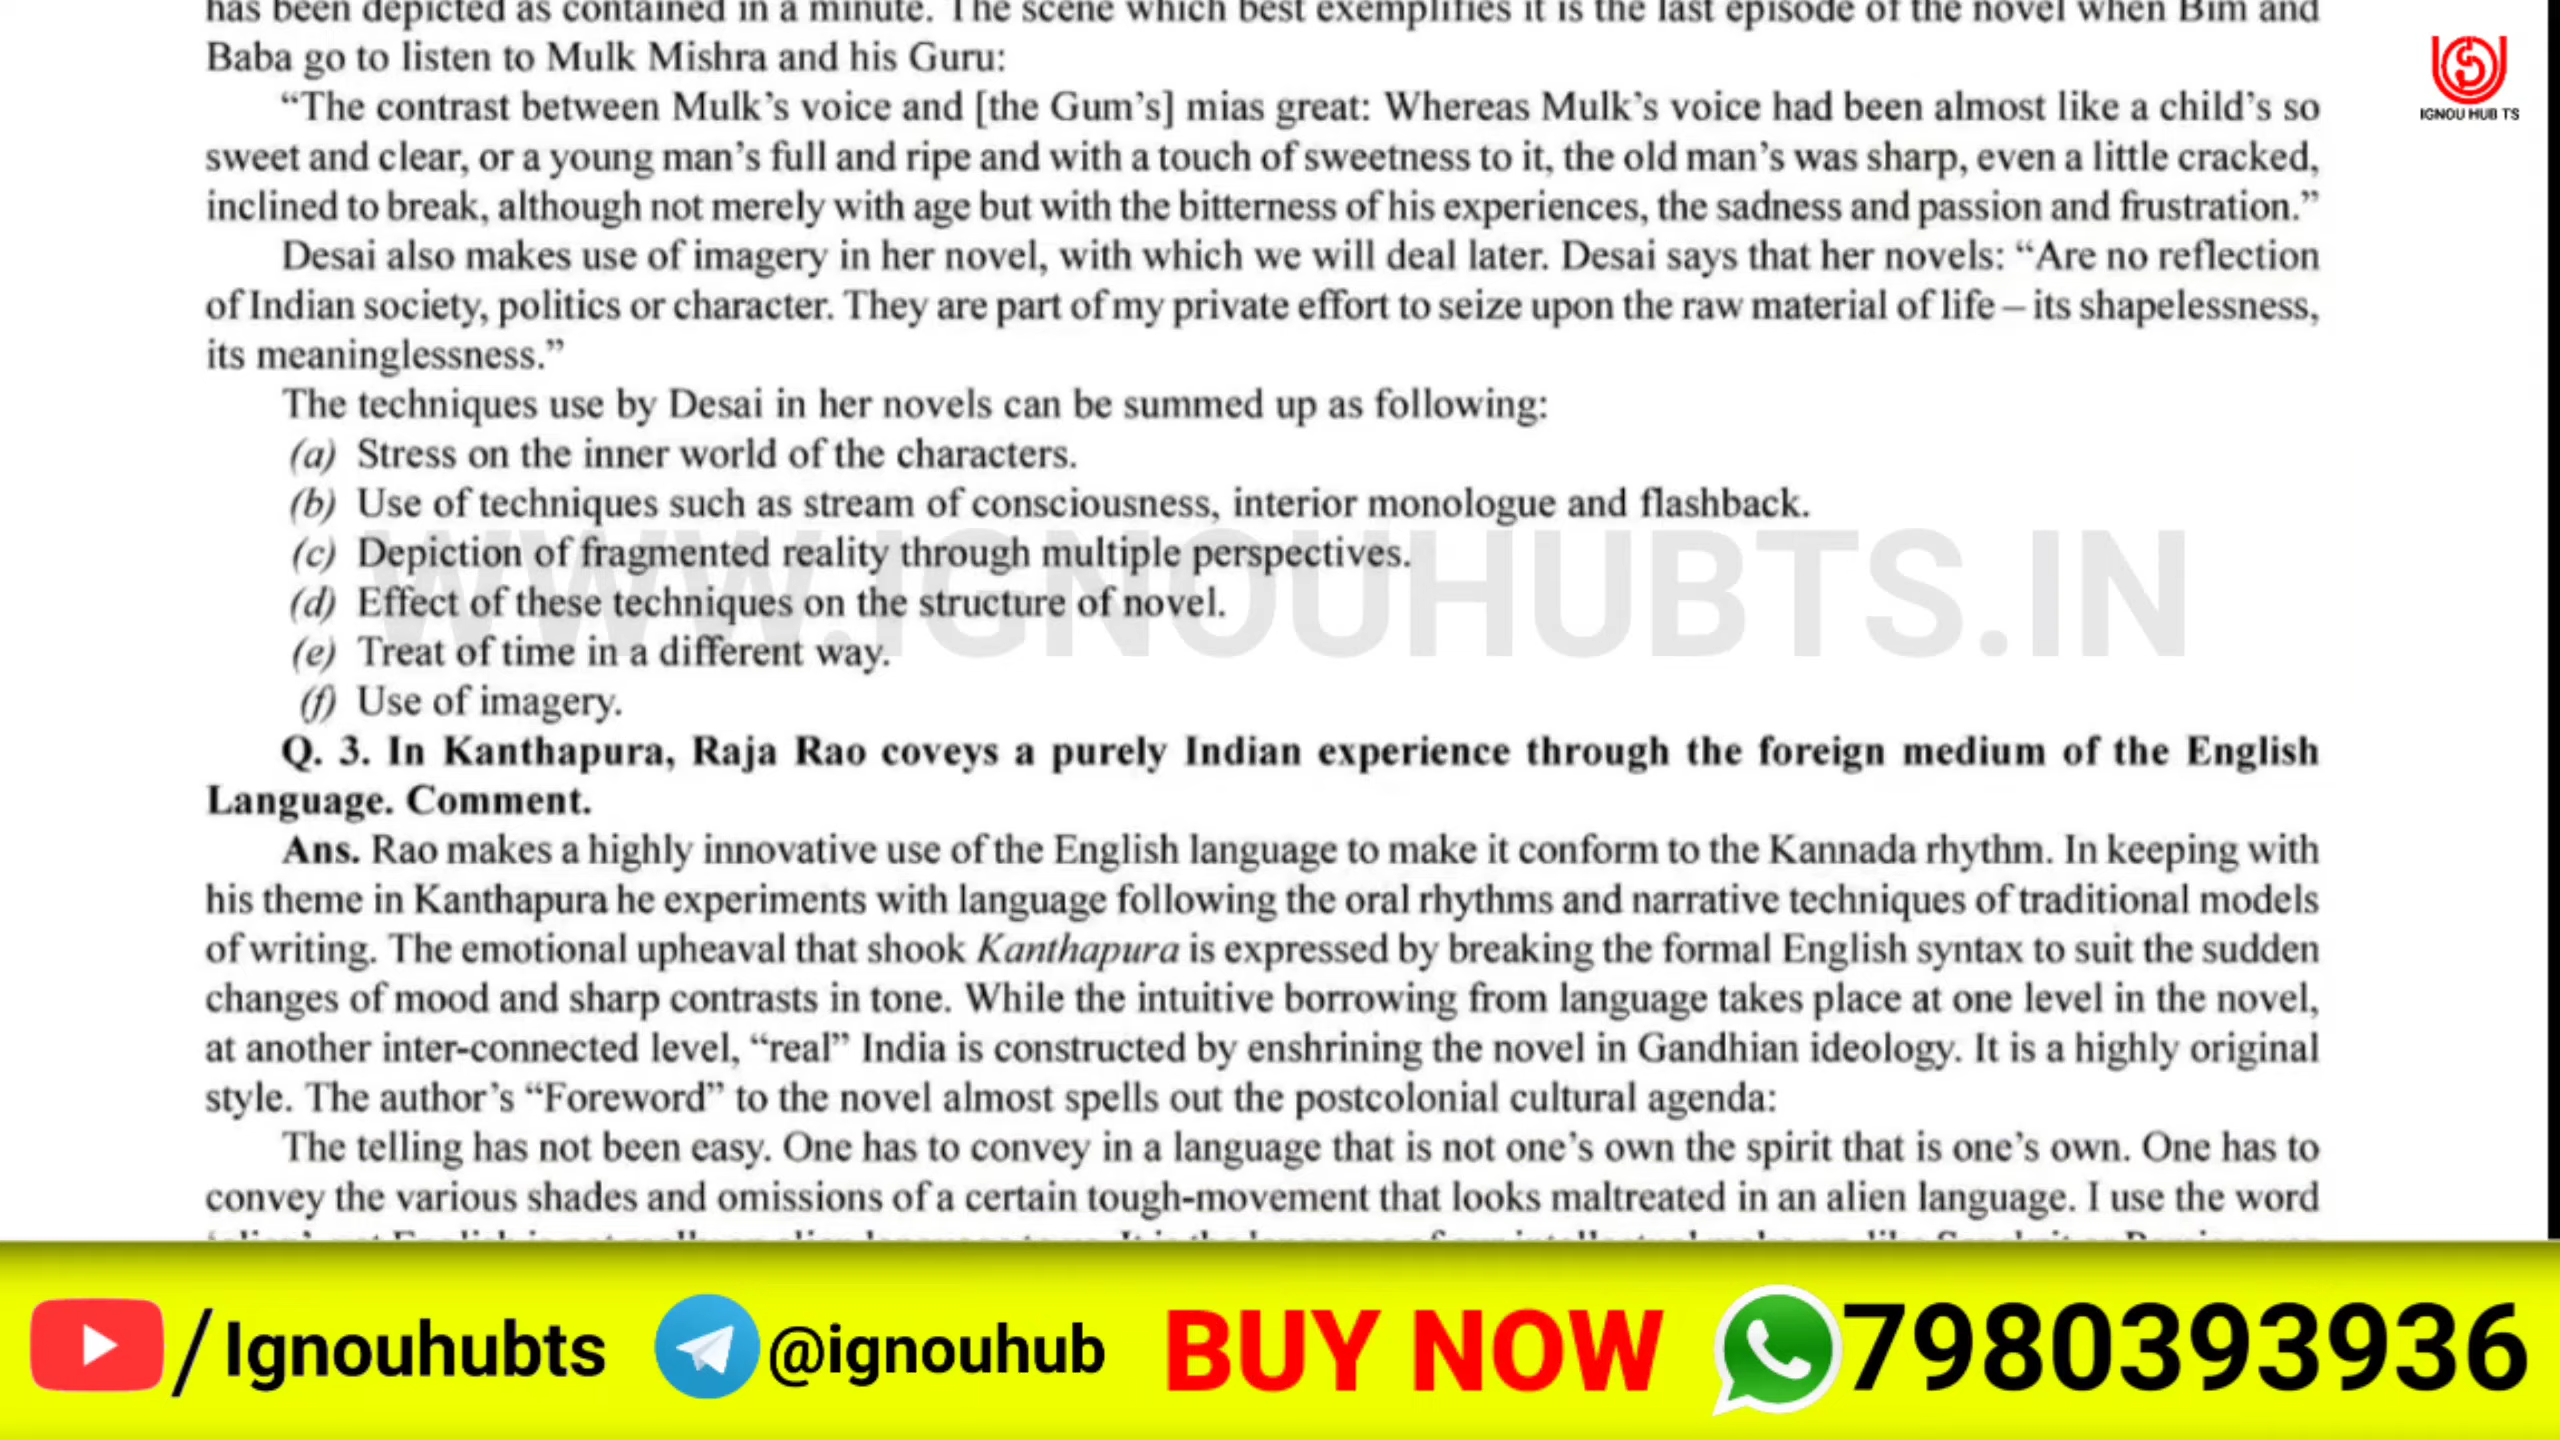 has been depicted as contained in a minute. The scene which best exemplifies it is the last episode of the novel when Bim and
Baba go to listen to Mulk Mishra and his Guru:
IGNOU HUB TS
“The contrast between Mulk’s voice and [the Gum’s] mias great: Whereas Mulk’s voice had been almost like a child’s so
sweet and clear, or a young man’s full and ripe and with a touch of sweetness to it, the old man’s was sharp, even a little cracked,
inclined to break, although not merely with age but with the bitterness of his experiences, the sadness and passion and frustration.”
Desai also makes use of imagery in her novel, with which we will deal later. Desai says that her novels: “Are no reflection
of Indian society, politics or character. They are part of my private effort to seize upon the raw material of life – its shapelessness,
its meaninglessness.”
The techniques use by Desai in her novels can be summed up as following:
(a) Stress on the inner world of the characters.
(b) Use of techniques such as stream of consciousness, interior monologue and flashback.
(c) Depiction of fragmented reality through multiple perspectives.
WWW.IGNOUHUBTS.IN
(d) Effect of these techniques on the structure of novel.
(e) Treat of time in a different way.
(f) Use of imagery.
Q. 3. In Kanthapura, Raja Rao coveys a purely Indian experience through the foreign medium of the English
Language. Comment.
Ans. Rao makes a highly innovative use of the English language to make it conform to the Kannada rhythm. In keeping with
his theme in Kanthapura he experiments with language following the oral rhythms and narrative techniques of traditional models
of writing. The emotional upheaval that shook Kanthapura is expressed by breaking the formal English syntax to suit the sudden
changes of mood and sharp contrasts in tone. While the intuitive borrowing from language takes place at one level in the novel,
at another inter-connected level, “real” India is constructed by enshrining the novel in Gandhian ideology. It is a highly original
style. The author’s “Foreword” to the novel almost spells out the postcolonial cultural agenda:
The telling has not been easy. One has to convey in a language that is not one’s own the spirit that is one’s own. One has to
convey the various shades and omissions of a certain tough-movement that looks maltreated in an alien language. I use the word
/Ignouhubts @ignouhub BUY NOW 7980393936